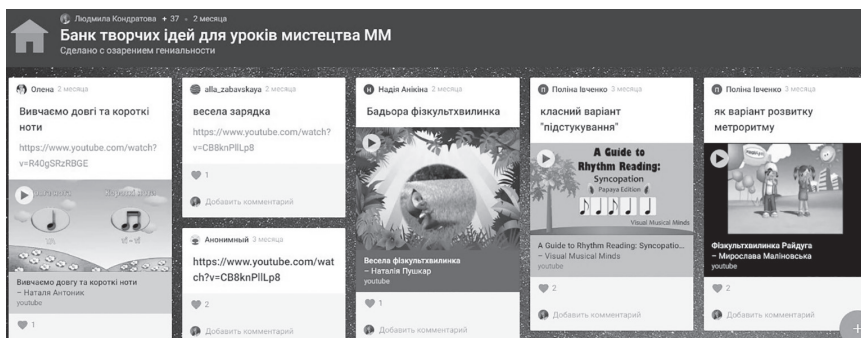 Людмила Кондратова + 37 • 2 месяца
Банк творчих ідей для уроків мистецтва ММ
Сделано с озарением гениальности
Олена 2 месяца
Вивчаємо довгі та короткі
ноти
https://www.youtube.com/watch?
v=R40gSRzRBGE
Вивчаємо довгу та короткі ноти
– Наталя Антоник
youtube
1
alla_zabavskaya 2 месяца
весела зарядка
https://www.youtube.com/watch?
v=CB8knPllLp8
1
Добавить комментарий
Анонимный 3 месяца
https://www.youtube.com/wat
ch?v=CB8knPllLp8
2
Добавить комментарий
Надія Анікіна 2 месяца
Бадьора фізкультхвилинка
Весела фізкультхвилинка
– Наталія Пушкар
youtube
1
Добавить комментарий
Поліна Івченко 3 месяца
класний варіант
"підстукування"
A Guide to
Rhythm Reading:
Syncopation
Papaya Edition
Visual Musical Minds
A Guide to Rhythm Reading: Syncopatio...
– Visual Musical Minds
youtube
2
Добавить комментарий
Поліна Івченко 3 месяца
як варіант розвитку
метроритму
Фізкультхвилинка Райдуга
– Мирослава Маліновська
youtube
2
Добавить комментарий